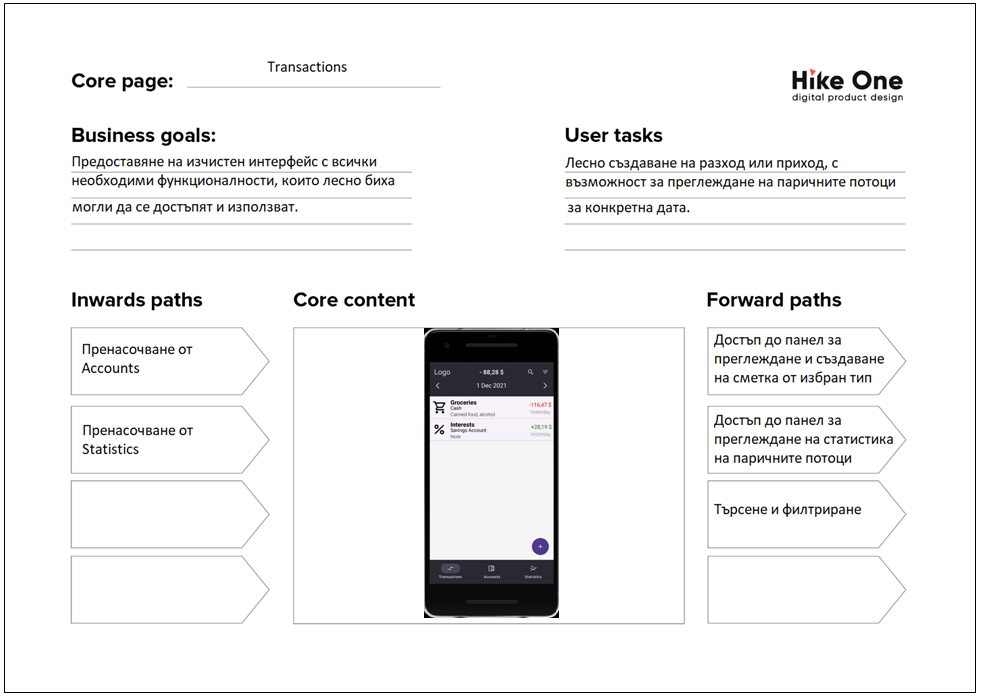 Transactions
Core page:
Hike One
digital product design
Business goals:
Предоставяне на изчистен интерфейс с всички
необходими функционалности, които лесно биха
могли да се достъпят и използват.
User tasks
Лесно създаване на разход или приход, с
възможност за преглеждане на паричните потоци
за конкретна дата.
Inwards paths
Пренасочване от
Accounts
Пренасочване от
Statistics
Core content
Logo
- 88,28 $
1 Dec 2021
Groceries
-116,47 $
Cash
Yesterday
Canned food, alcohol
Interests
+28,19 $
Savings Account
Yesterday
Note
+
Transactions
Accounts
Statistics
Forward paths
Достъп до панел за
преглеждане и създаване
на сметка от избран тип
Достъп до панел за
преглеждане на статистика
на паричните потоци
Търсене и филтриране